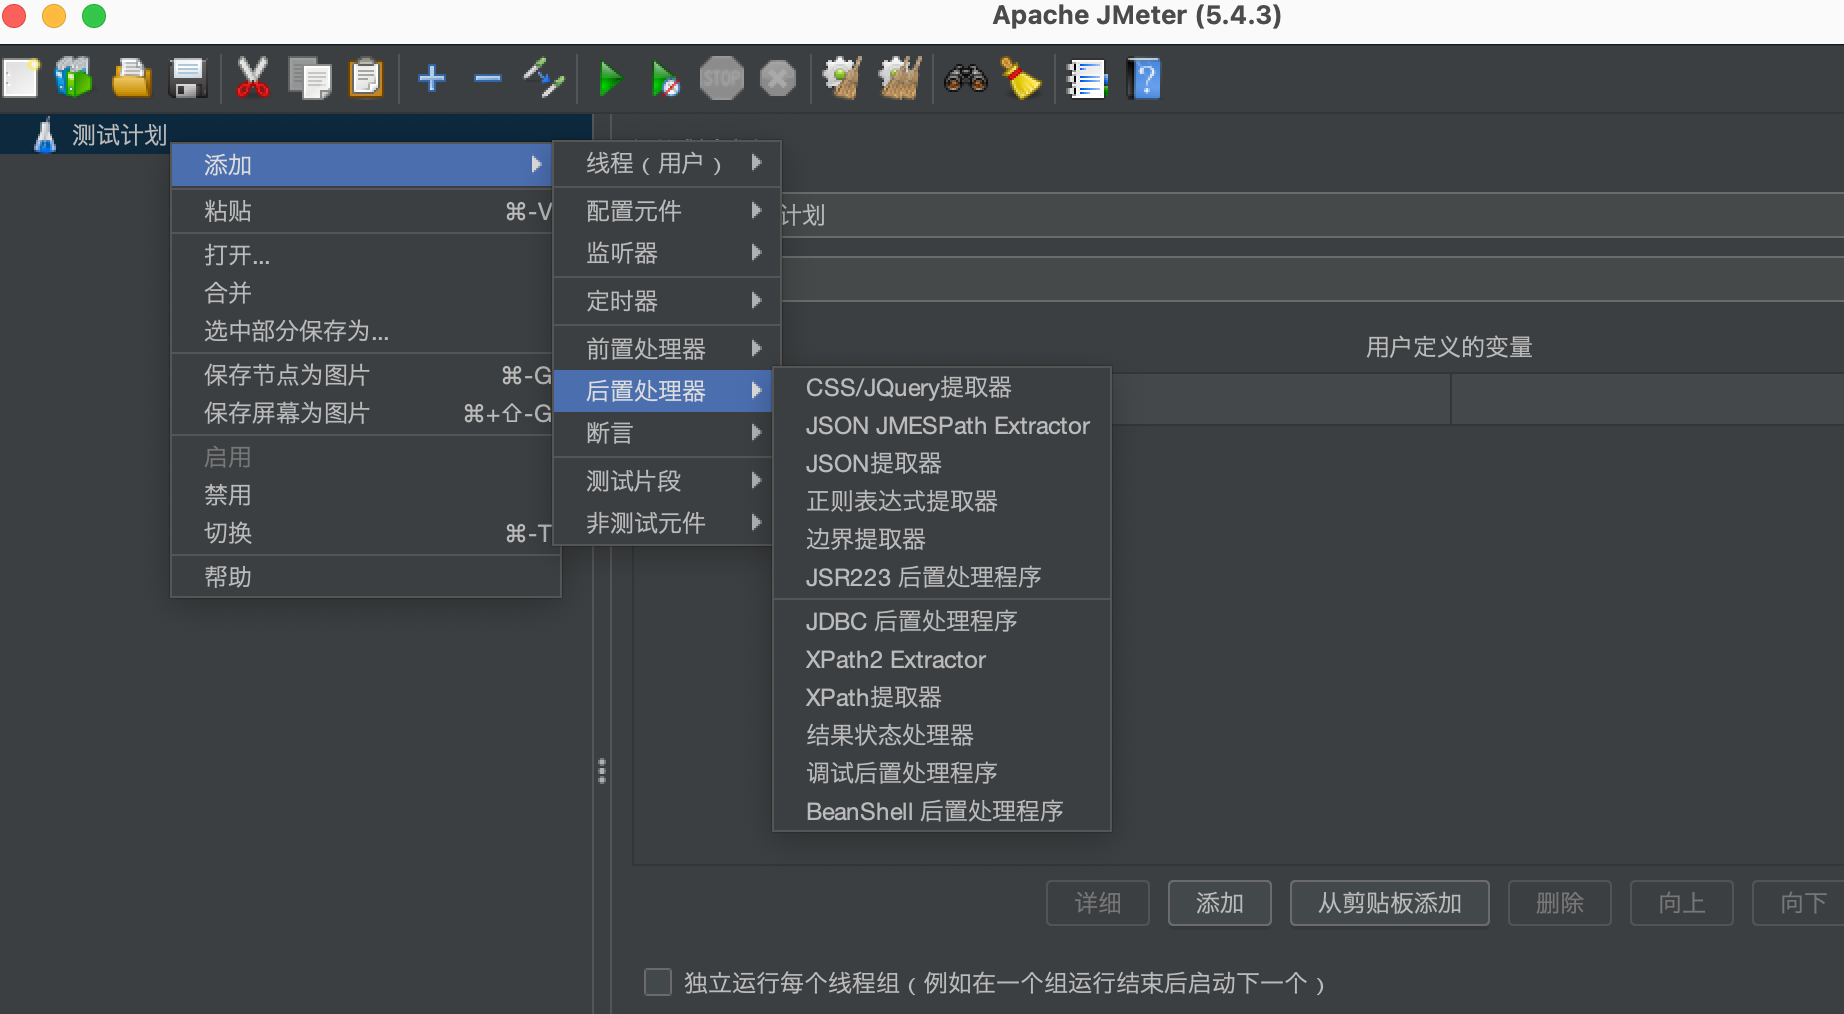 Apache JMeter (5.4.3)
STOP
测试计划
添加
粘贴 ⌘-V
打开...
合并
选中部分保存为...
保存节点为图片 ⌘-G
保存屏幕为图片 ⌘+⇧-G
启用
禁用
切换 ⌘-T
帮助
线程（用户）
配置元件
监听器
定时器
前置处理器
后置处理器
断言
测试片段
非测试元件
CSS/JQuery提取器
JSON JMESPath Extractor
JSON提取器
正则表达式提取器
边界提取器
JSR223 后置处理程序
JDBC 后置处理程序
XPath2 Extractor
XPath提取器
结果状态处理器
调试后置处理程序
BeanShell 后置处理程序
计划
用户定义的变量
详细 添加 从剪贴板添加 删除 向上 向下
独立运行每个线程组（例如在一个组运行结束后启动下一个）